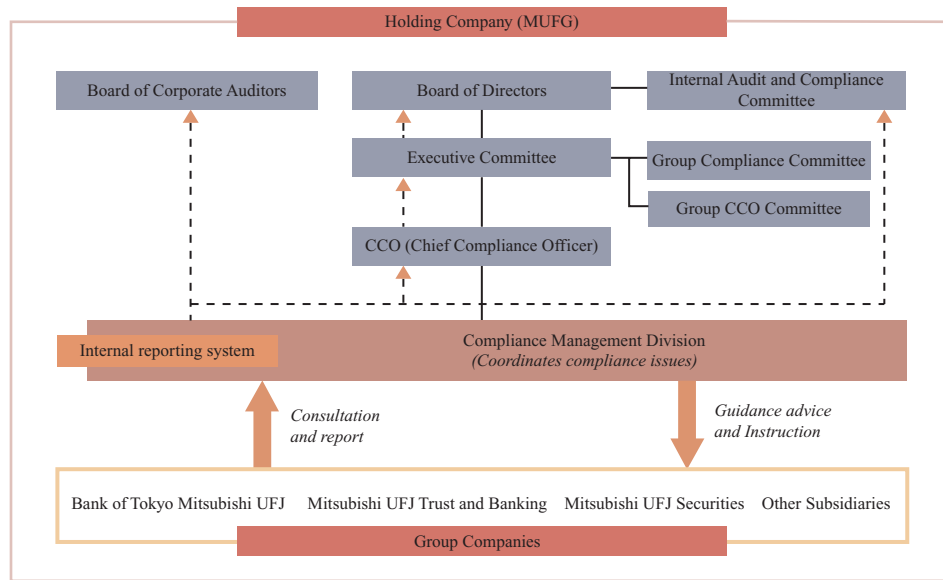 Holding Company (MUFG)
Board of Corporate Auditors
Board of Directors
Internal Audit and Compliance
Committee
Executive Committee
Group Compliance Committee
Group CCO Committee
CCO (Chief Compliance Officer)
Internal reporting system
Compliance Management Division
(Coordinates compliance issues)
Consultation
and report
Guidance advice
and Instruction
Bank of Tokyo Mitsubishi UFJ
Mitsubishi UFJ Trust and Banking
Mitsubishi UFJ Securities
Other Subsidiaries
Group Companies